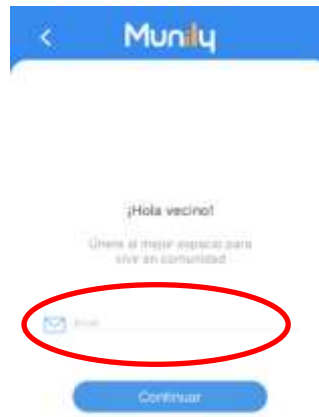 Munily
¡Hola vecino!
Únete al mejor espacio para
vivir en comunidad
Email
Continuar